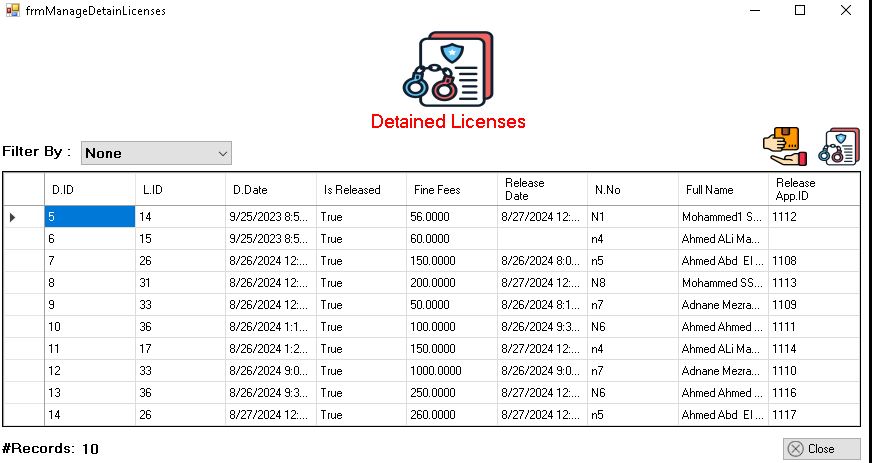 frmManageDetainLicenses
Detained Licenses
Filter By : None
D.ID L.ID D.Date Is Released Fine Fees Release Date N.No Full Name Release App.ID
5 14 9/25/2023 8:5... True 56.0000 8/27/2024 12:... N1 Mohammed1 S... 1112
6 15 9/25/2023 8:5... True 60.0000 n4 Ahmed ALi Ma...
7 26 8/26/2024 12:... True 150.0000 8/26/2024 8:0... n5 Ahmed Abd El ... 1108
8 31 8/26/2024 12:... True 200.0000 8/27/2024 12:... N8 Mohammed SS... 1113
9 33 8/26/2024 12:... True 50.0000 8/26/2024 8:1... n7 Adnane Mezra... 1109
10 36 8/26/2024 1:1... True 100.0000 8/26/2024 9:3... N6 Ahmed Ahmed ... 1111
11 17 8/26/2024 1:2... True 150.0000 8/27/2024 12:... n4 Ahmed ALi Ma... 1114
12 33 8/26/2024 9:0... True 1000.0000 8/26/2024 9:0... n7 Adnane Mezra... 1110
13 36 8/26/2024 9:3... True 250.0000 8/27/2024 12:... N6 Ahmed Ahmed ... 1116
14 26 8/27/2024 12:... True 260.0000 8/27/2024 12:... n5 Ahmed Abd El ... 1117
#Records: 10
Close